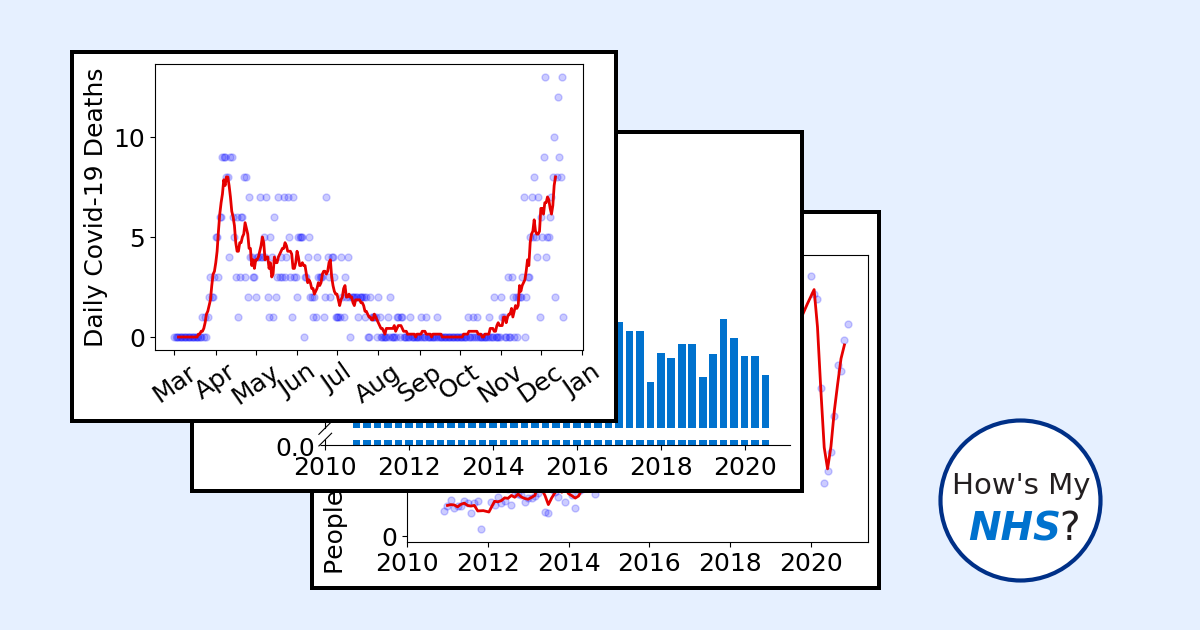 Daily Covid-19 Deaths
10
5
0
Mar Apr May Jun Jul Aug Sep Oct Nov Dec Jan
0.0
2010 2012 2014 2016 2018 2020
People
0
2010 2012 2014 2016 2018 2020
How's My
NHS?